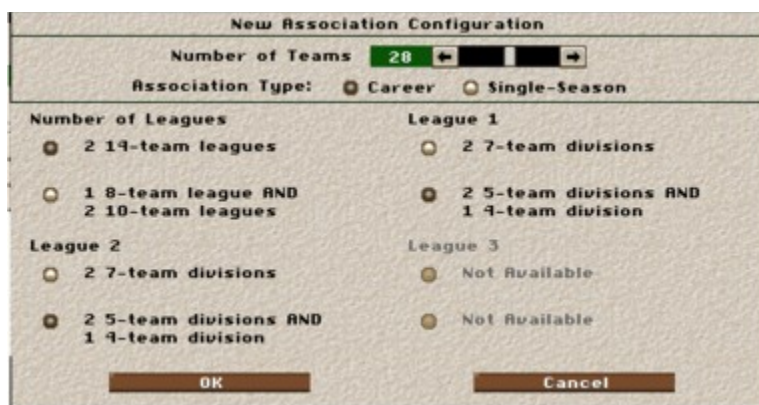 New Association Configuration
Number of Teams 28
Association Type: Career Single-Season
Number of Leagues
2 14-team leagues
1 8-team league AND
2 10-team leagues
League 1
2 7-team divisions
2 5-team divisions AND
1 4-team division
League 2
2 7-team divisions
2 5-team divisions AND
1 4-team division
League 3
Not Available
Not Available
OK
Cancel